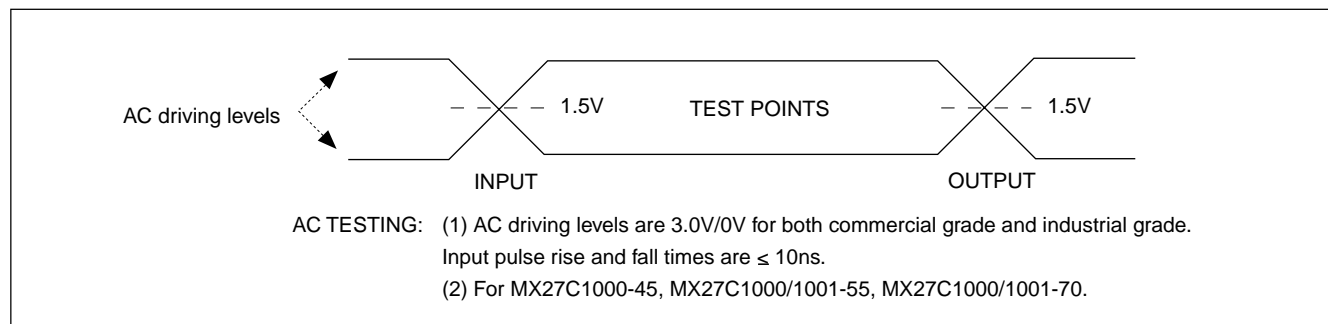 AC driving levels
1.5V
TEST POINTS
1.5V
INPUT
OUTPUT
AC TESTING: (1) AC driving levels are 3.0V/0V for both commercial grade and industrial grade.
Input pulse rise and fall times are ≤ 10ns.
(2) For MX27C1000-45, MX27C1000/1001-55, MX27C1000/1001-70.